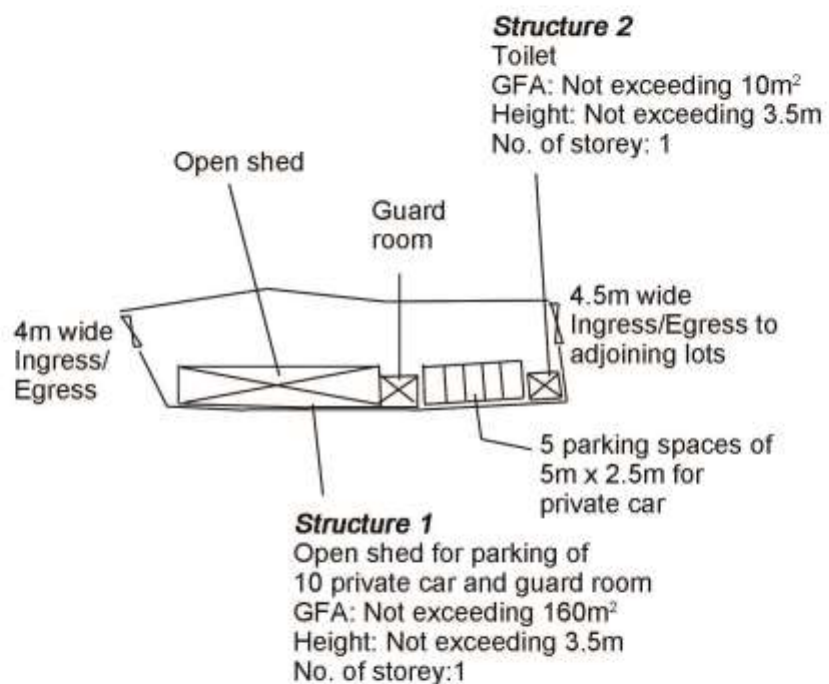 Structure 2
Toilet
GFA: Not exceeding 10m²
Height: Not exceeding 3.5m
No. of storey: 1
Open shed
Guard
room
4m wide
Ingress/
Egress
4.5m wide
Ingress/Egress to
adjoining lots
5 parking spaces of
5m x 2.5m for
private car
Structure 1
Open shed for parking of
10 private car and guard room
GFA: Not exceeding 160m²
Height: Not exceeding 3.5m
No. of storey:1